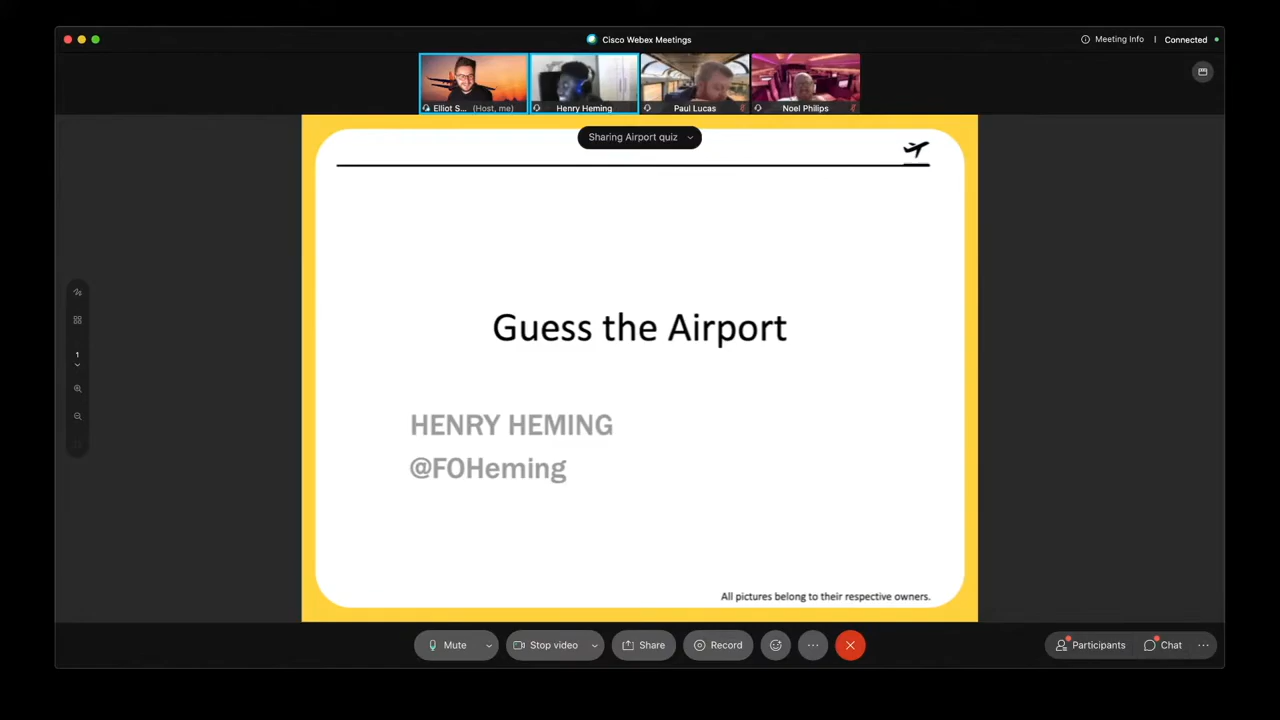 Cisco Webex Meetings
Meeting Info
Connected
Elliot S... (Host, me)
Henry Heming
Paul Lucas
Noel Philips
Sharing Airport quiz
Guess the Airport
HENRY HEMING
@FOHeming
All pictures belong to their respective owners.
1
Mute
Stop video
Share
Record
Participants
Chat